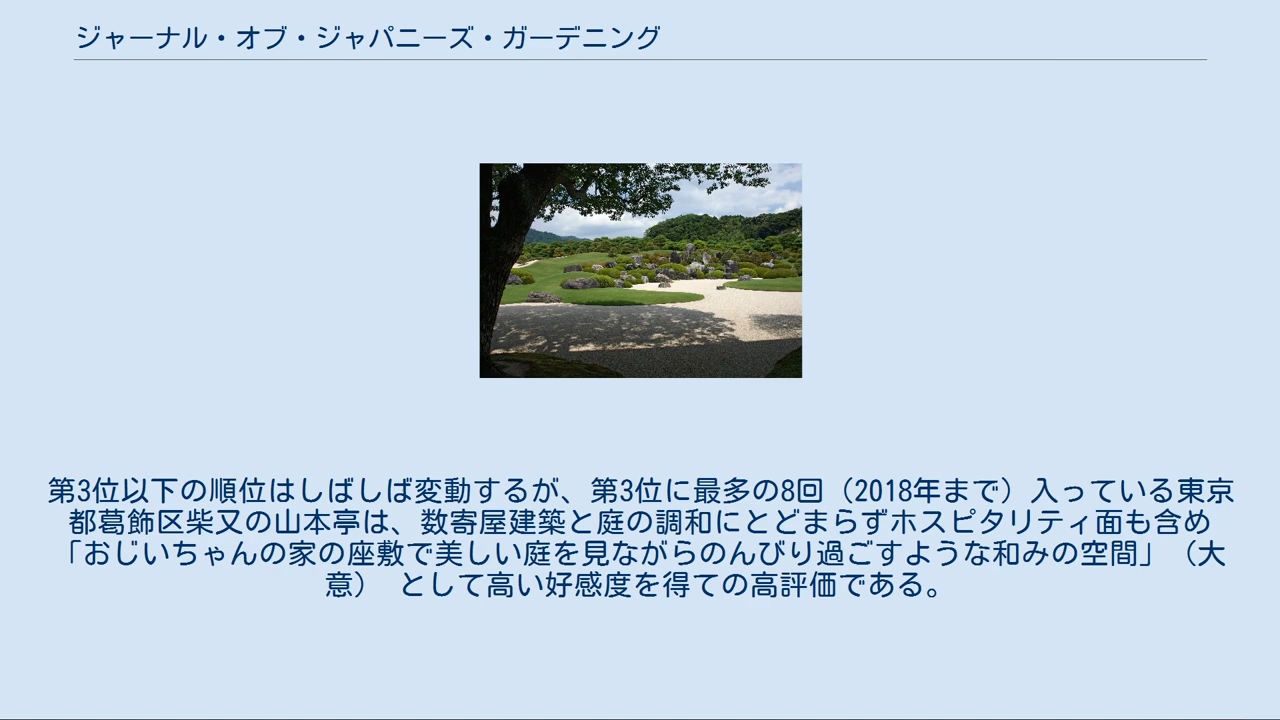 ジャーナル・オブ・ジャパニーズ・ガーデニング
第3位以下の順位はしばしば変動するが、第3位に最多の8回（2018年まで）入っている東京
都葛飾区柴又の山本亭は、数寄屋建築と庭の調和にとどまらずホスピタリティ面も含め
「おじいちゃんの家の座敷で美しい庭を見ながらのんびり過ごすような和みの空間」（大
意） として高い好感度を得ての高評価である。